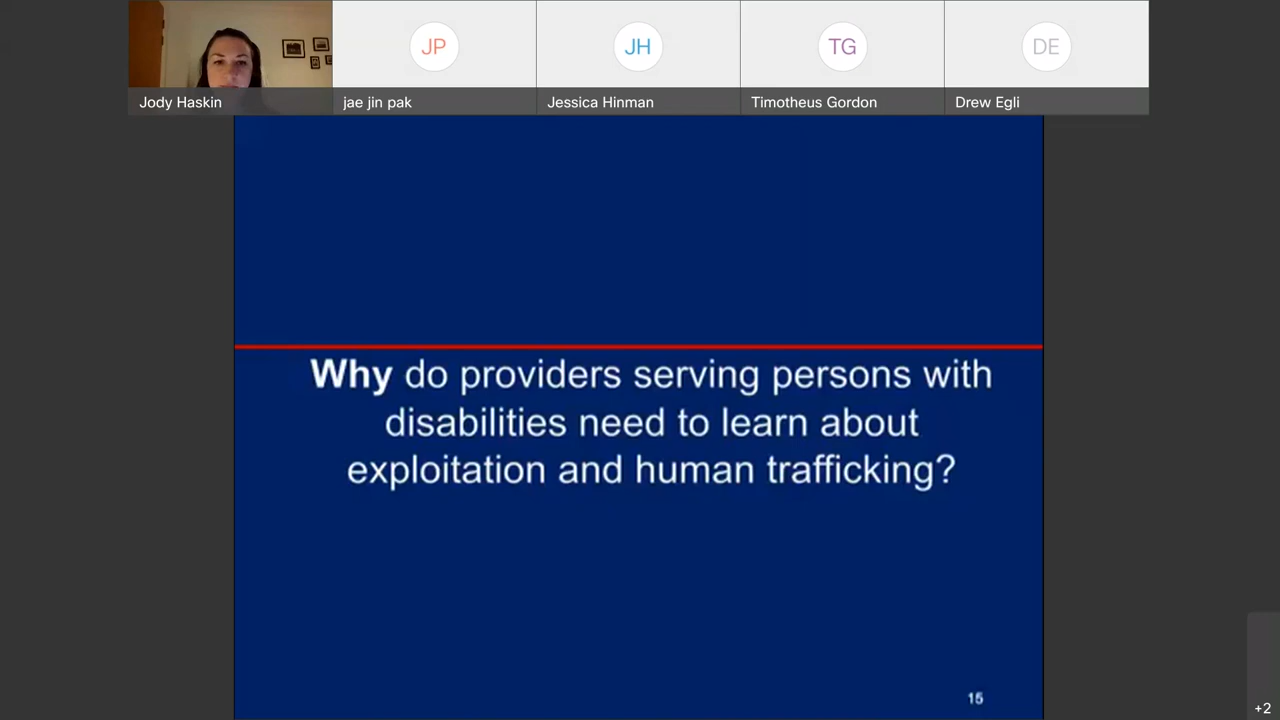 JP
JH
TG
DE
Jody Haskin
jae jin pak
Jessica Hinman
Timotheus Gordon
Drew Egli
Why do providers serving persons with
disabilities need to learn about
exploitation and human trafficking?
15
+2